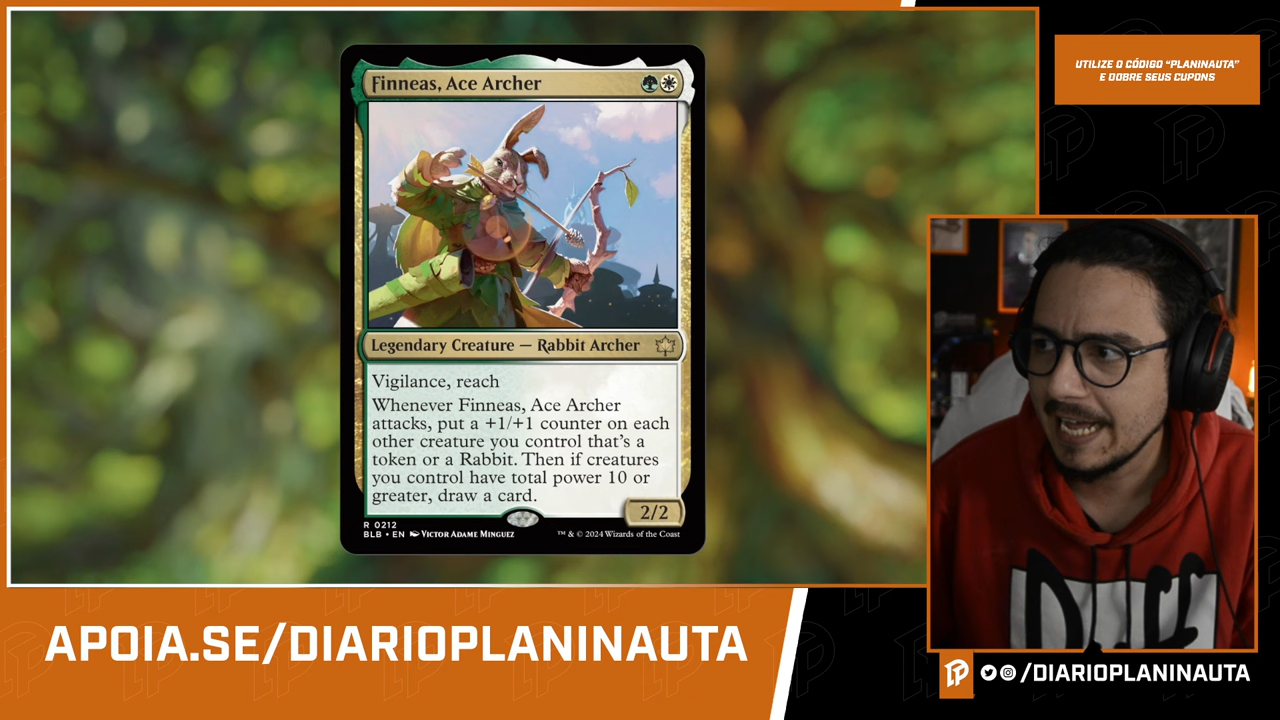 Finneas, Ace Archer
Legendary Creature — Rabbit Archer
Vigilance, reach
Whenever Finneas, Ace Archer
attacks, put a +1/+1 counter on each
other creature you control that's a
token or a Rabbit. Then if creatures
you control have total power 10 or
greater, draw a card.
2/2
R 0212
BLB • EN VICTOR ADAME MINGUEZ
™ & © 2024 Wizards of the Coast
UTILIZE O CÓDIGO “PLANINAUTA”
E DOBRE SEUS CUPONS
APOIA.SE/DIARIOPLANINAUTA
/DIARIOPLANINAUTA